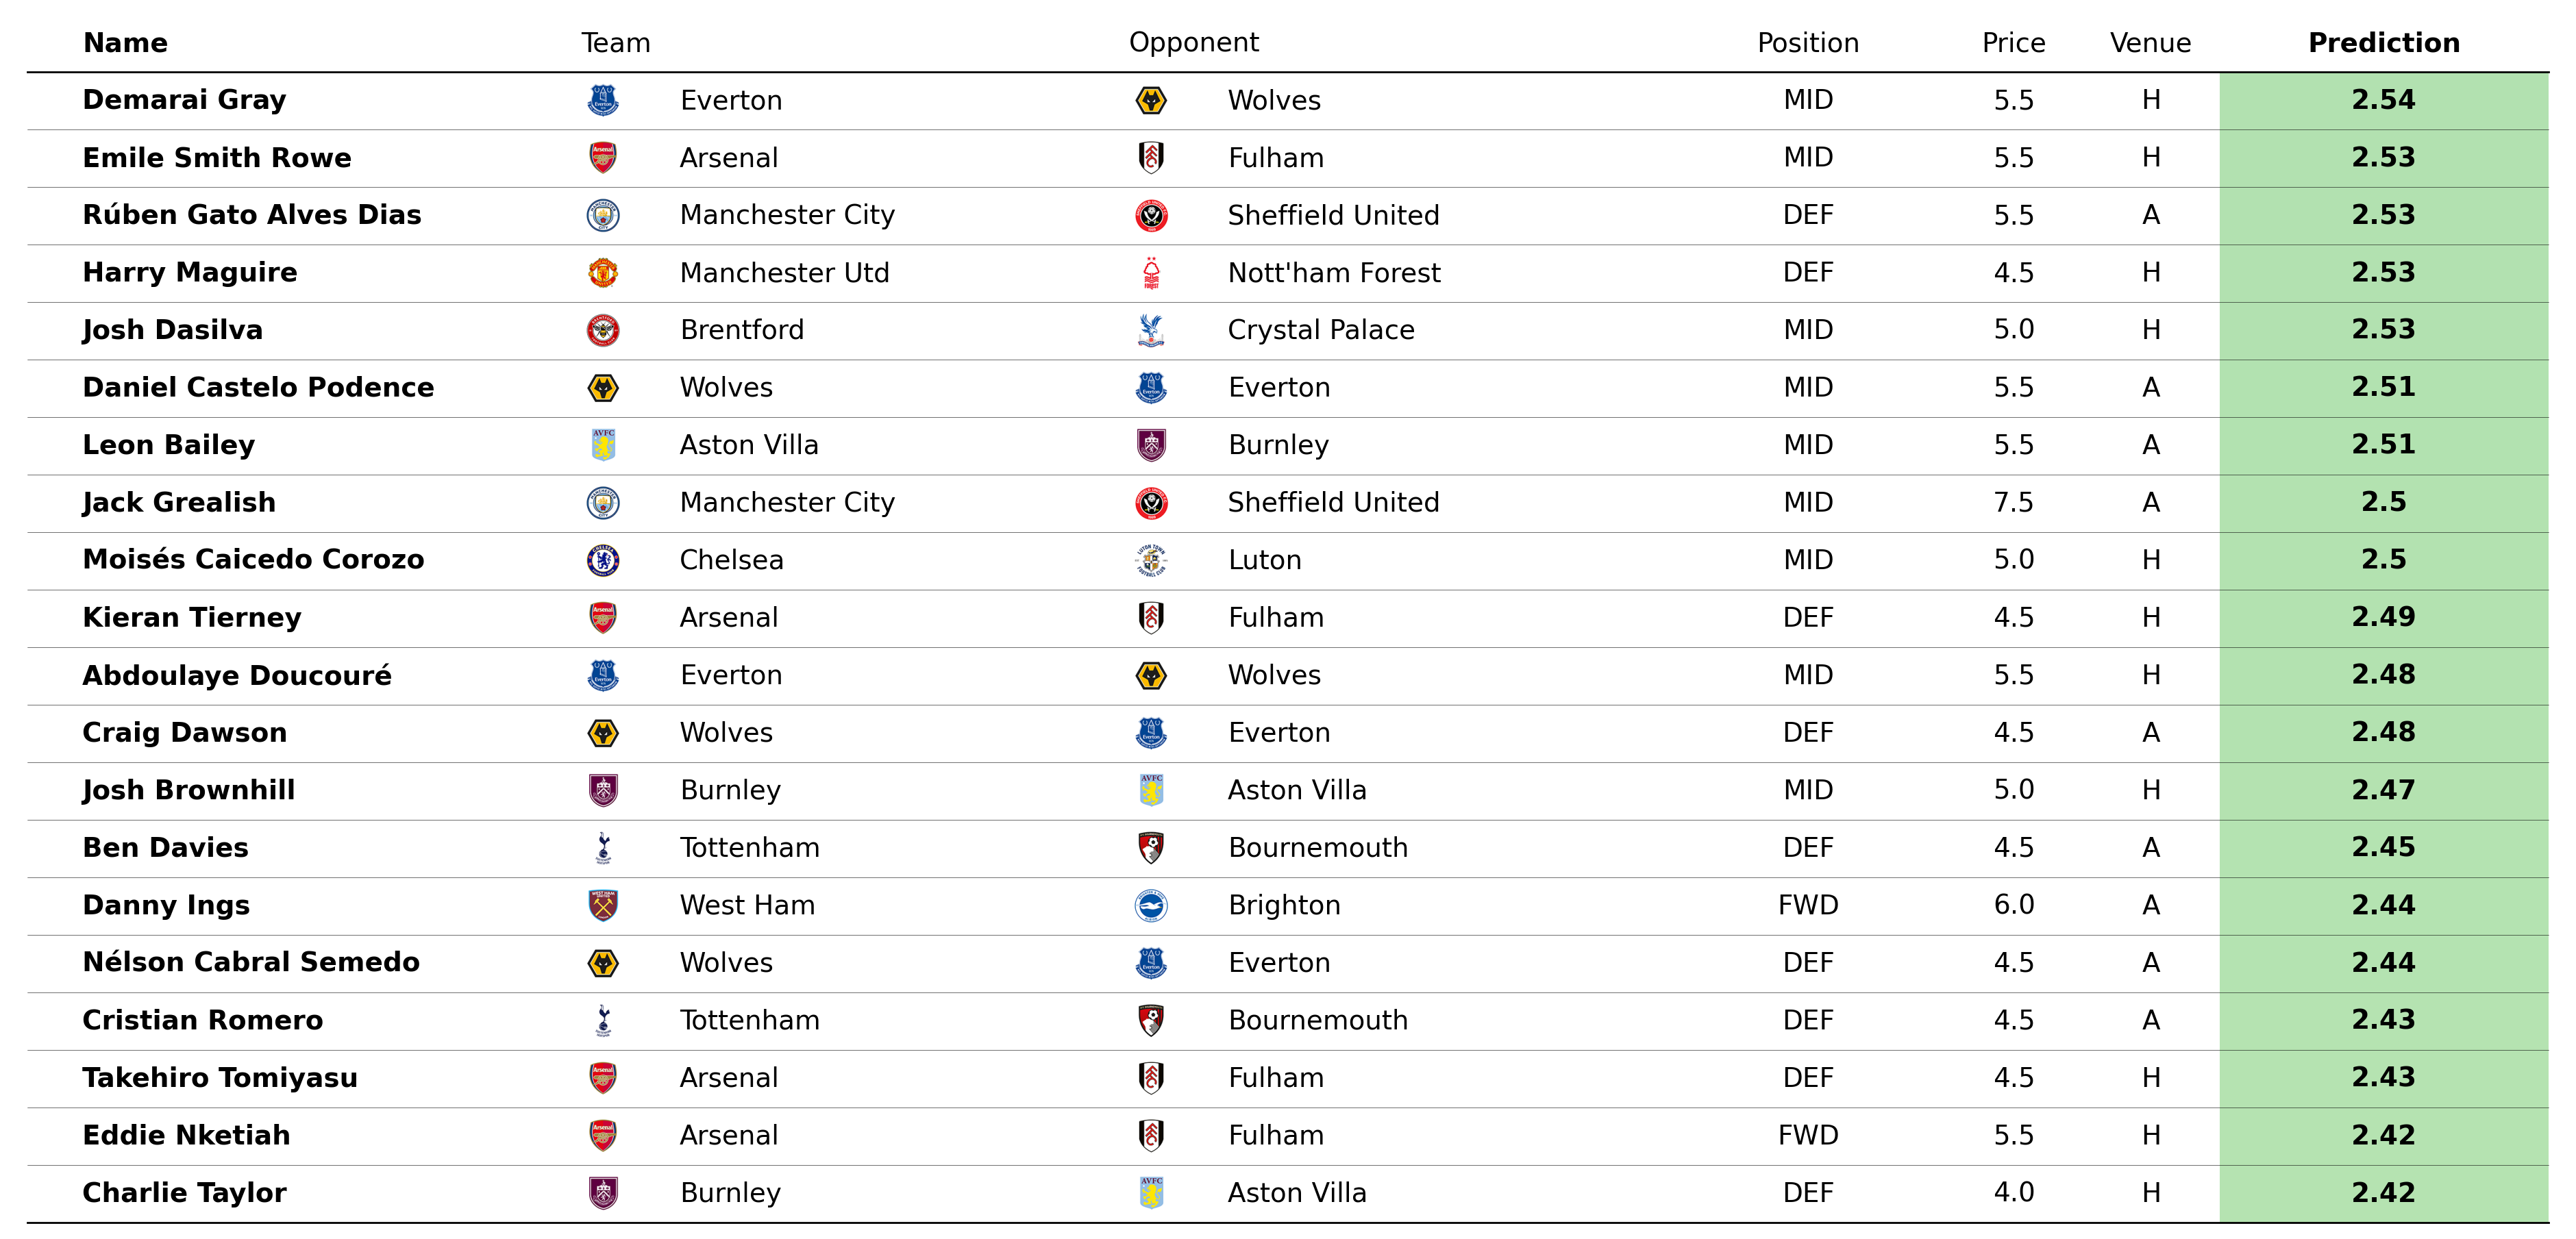 Name Team Opponent Position Price Venue Prediction
Demarai Gray Everton Wolves MID 5.5 H 2.54
Emile Smith Rowe Arsenal Fulham MID 5.5 H 2.53
Rúben Gato Alves Dias Manchester City Sheffield United DEF 5.5 A 2.53
Harry Maguire Manchester Utd Nott'ham Forest DEF 4.5 H 2.53
Josh Dasilva Brentford Crystal Palace MID 5.0 H 2.53
Daniel Castelo Podence Wolves Everton MID 5.5 A 2.51
Leon Bailey Aston Villa Burnley MID 5.5 A 2.51
Jack Grealish Manchester City Sheffield United MID 7.5 A 2.5
Moisés Caicedo Corozo Chelsea Luton MID 5.0 H 2.5
Kieran Tierney Arsenal Fulham DEF 4.5 H 2.49
Abdoulaye Doucouré Everton Wolves MID 5.5 H 2.48
Craig Dawson Wolves Everton DEF 4.5 A 2.48
Josh Brownhill Burnley Aston Villa MID 5.0 H 2.47
Ben Davies Tottenham Bournemouth DEF 4.5 A 2.45
Danny Ings West Ham Brighton FWD 6.0 A 2.44
Nélson Cabral Semedo Wolves Everton DEF 4.5 A 2.44
Cristian Romero Tottenham Bournemouth DEF 4.5 A 2.43
Takehiro Tomiyasu Arsenal Fulham DEF 4.5 H 2.43
Eddie Nketiah Arsenal Fulham FWD 5.5 H 2.42
Charlie Taylor Burnley Aston Villa DEF 4.0 H 2.42